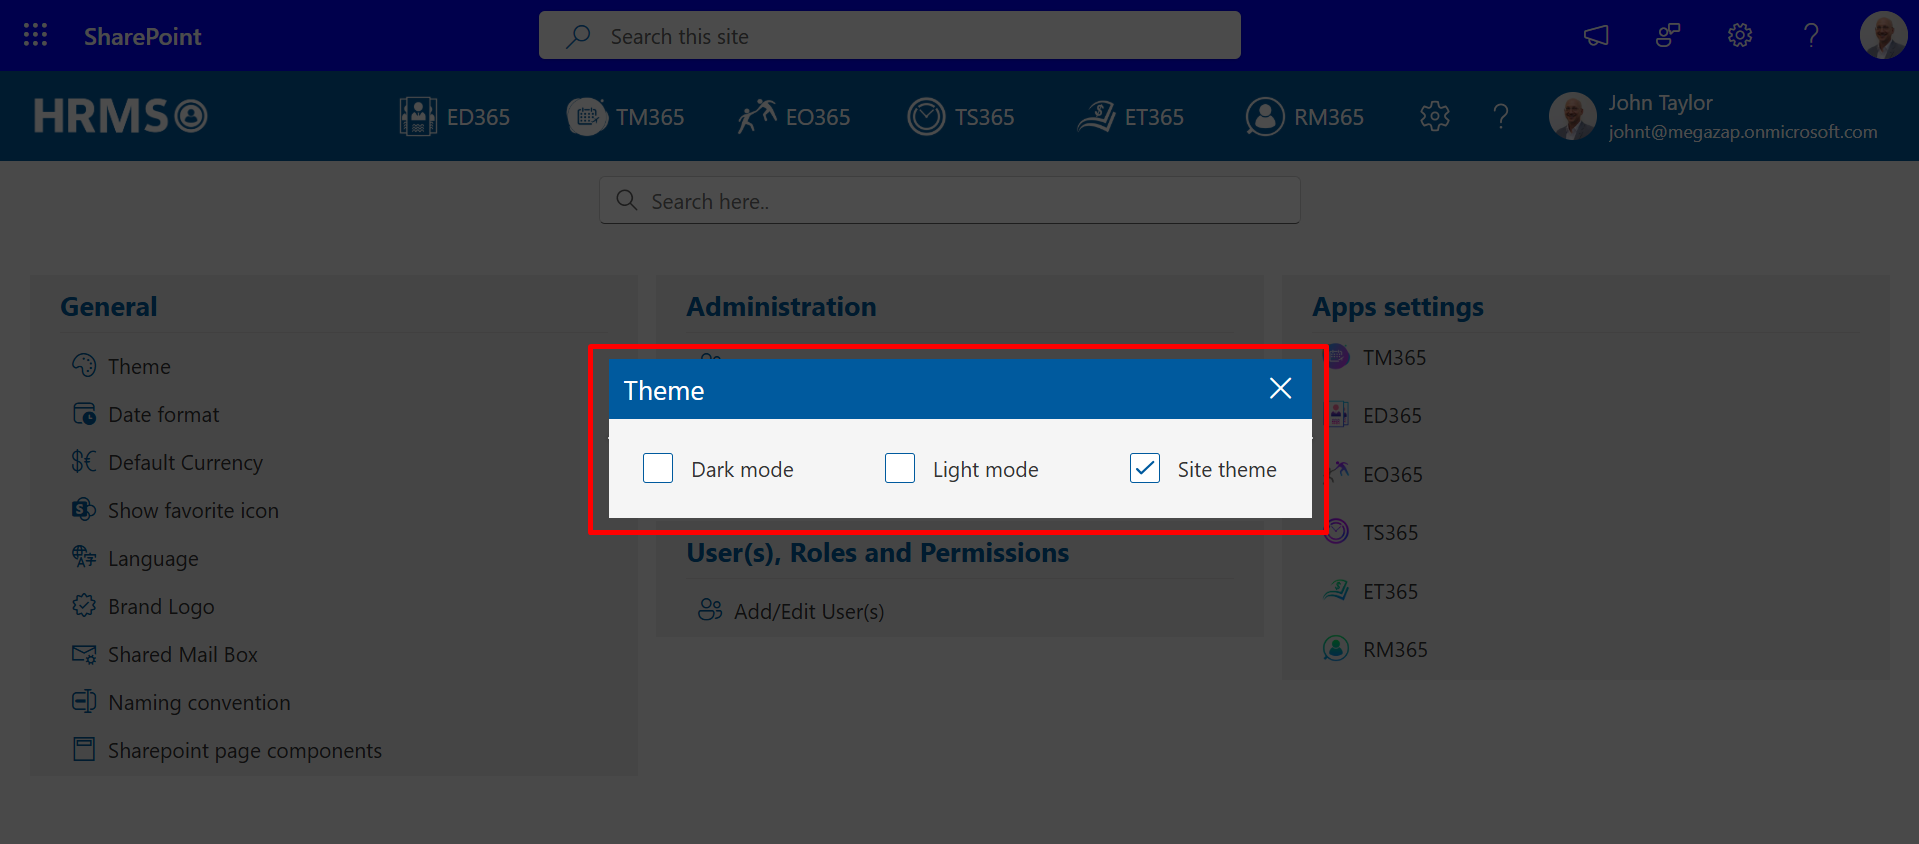 SharePoint
Search this site
HRMS
ED365
TM365
EO365
TS365
ET365
RM365
John Taylor
johnt@megazap.onmicrosoft.com
Search here..
General
Theme
Date format
Default Currency
Show favorite icon
Language
Brand Logo
Shared Mail Box
Naming convention
Sharepoint page components
Administration
Theme
Dark mode
Light mode
Site theme
User(s), Roles and Permissions
Add/Edit User(s)
Apps settings
TM365
ED365
EO365
TS365
ET365
RM365